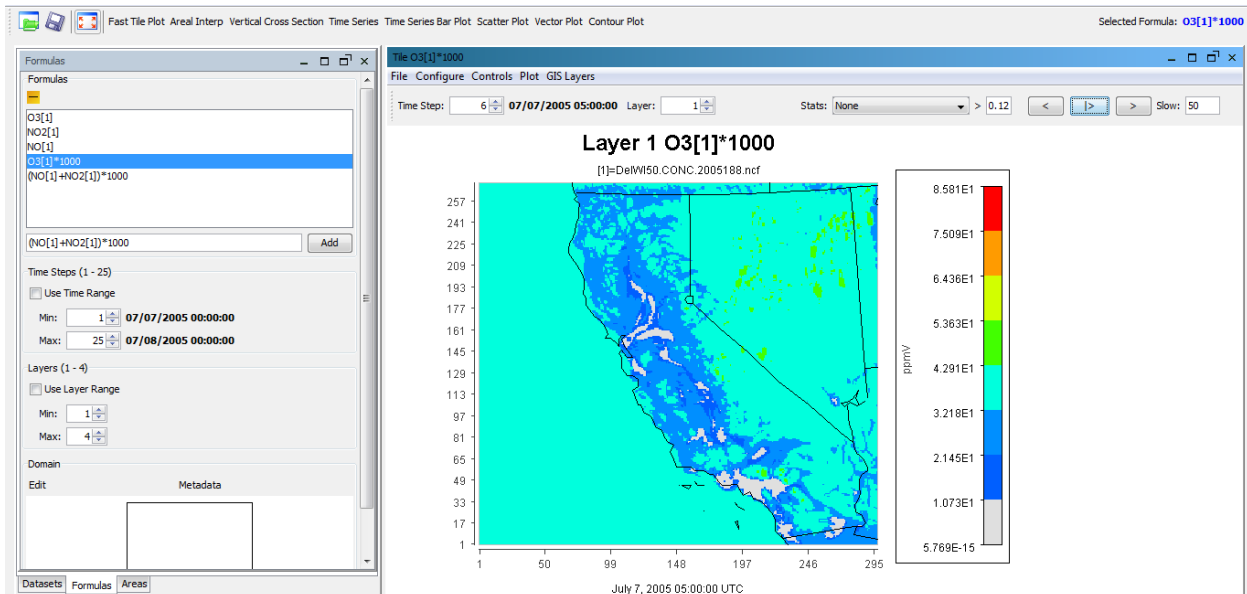 Fast Tile Plot Areal Interp Vertical Cross Section Time Series Time Series Bar Plot Scatter Plot Vector Plot Contour Plot
Selected Formula: O3[1]*1000
Formulas
Formulas
O3[1]
NO2[1]
NO[1]
O3[1]*1000
(NO[1]+NO2[1])*1000
(NO[1]+NO2[1])*1000
Add
Time Steps (1 - 25)
Use Time Range
Min: 1 07/07/2005 00:00:00
Max: 25 07/08/2005 00:00:00
Layers (1 - 4)
Use Layer Range
Min: 1
Max: 4
Domain
Edit Metadata
Datasets Formulas Areas
Tile O3[1]*1000
File Configure Controls Plot GIS Layers
Time Step: 6 07/07/2005 05:00:00 Layer: 1 Stats: None > 0.12 < |> > Slow: 50
Layer 1 O3[1]*1000
[1]=DelWI50.CONC.2005188.ncf
257
241
225
209
193
177
161
145
129
113
97
81
65
49
33
17
1
1 50 99 148 197 246 295
July 7, 2005 05:00:00 UTC
ppmV
8.581E1
7.509E1
6.436E1
5.363E1
4.291E1
3.218E1
2.145E1
1.073E1
5.769E-15